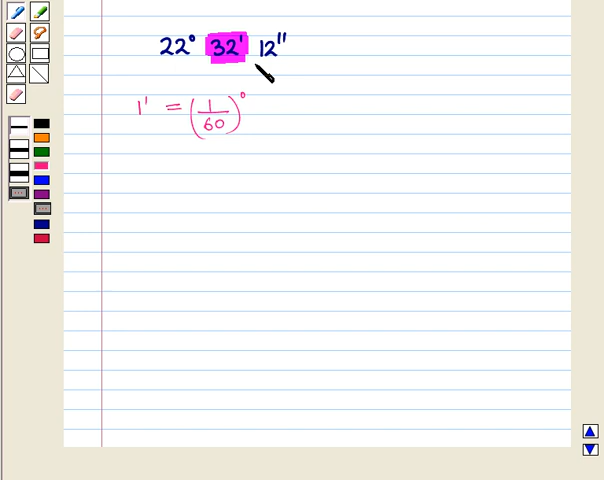 22° 32' 12"
1' = (1/60)°